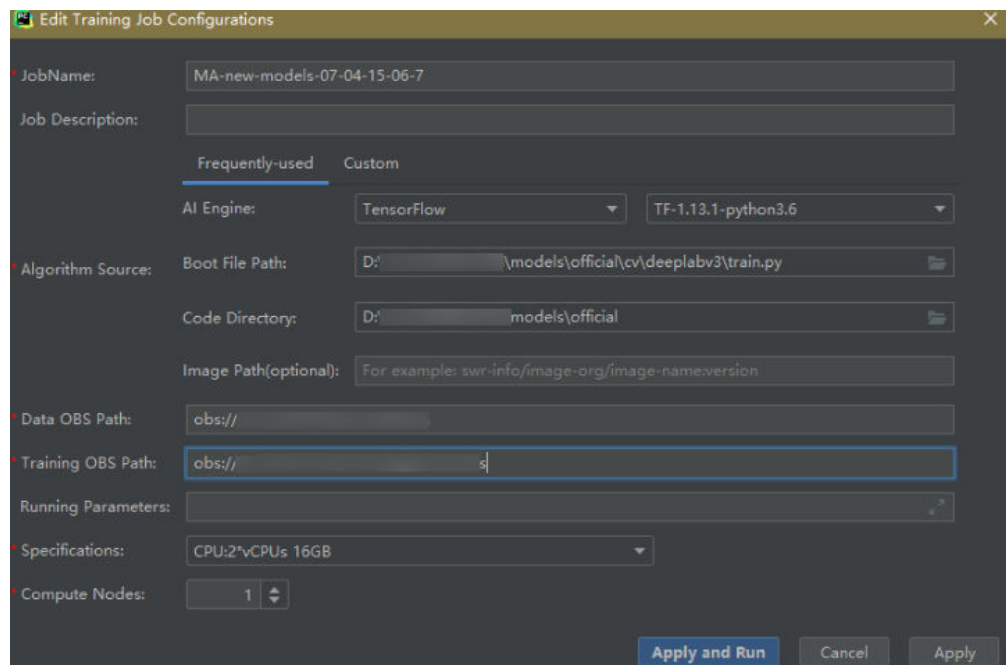 Edit Training Job Configurations
* JobName: MA-new-models-07-04-15-06-7
Job Description:
Frequently-used Custom
AI Engine: TensorFlow TF-1.13.1-python3.6
* Algorithm Source:
Boot File Path: D:\ \models\official\cv\deeplabv3\train.py
Code Directory: D:\ models\official
Image Path(optional): For example: swr-info/image-org/image-name:version
* Data OBS Path: obs://
* Training OBS Path: obs:// s
Running Parameters:
* Specifications: CPU:2*vCPUs 16GB
* Compute Nodes: 1
Apply and Run Cancel Apply